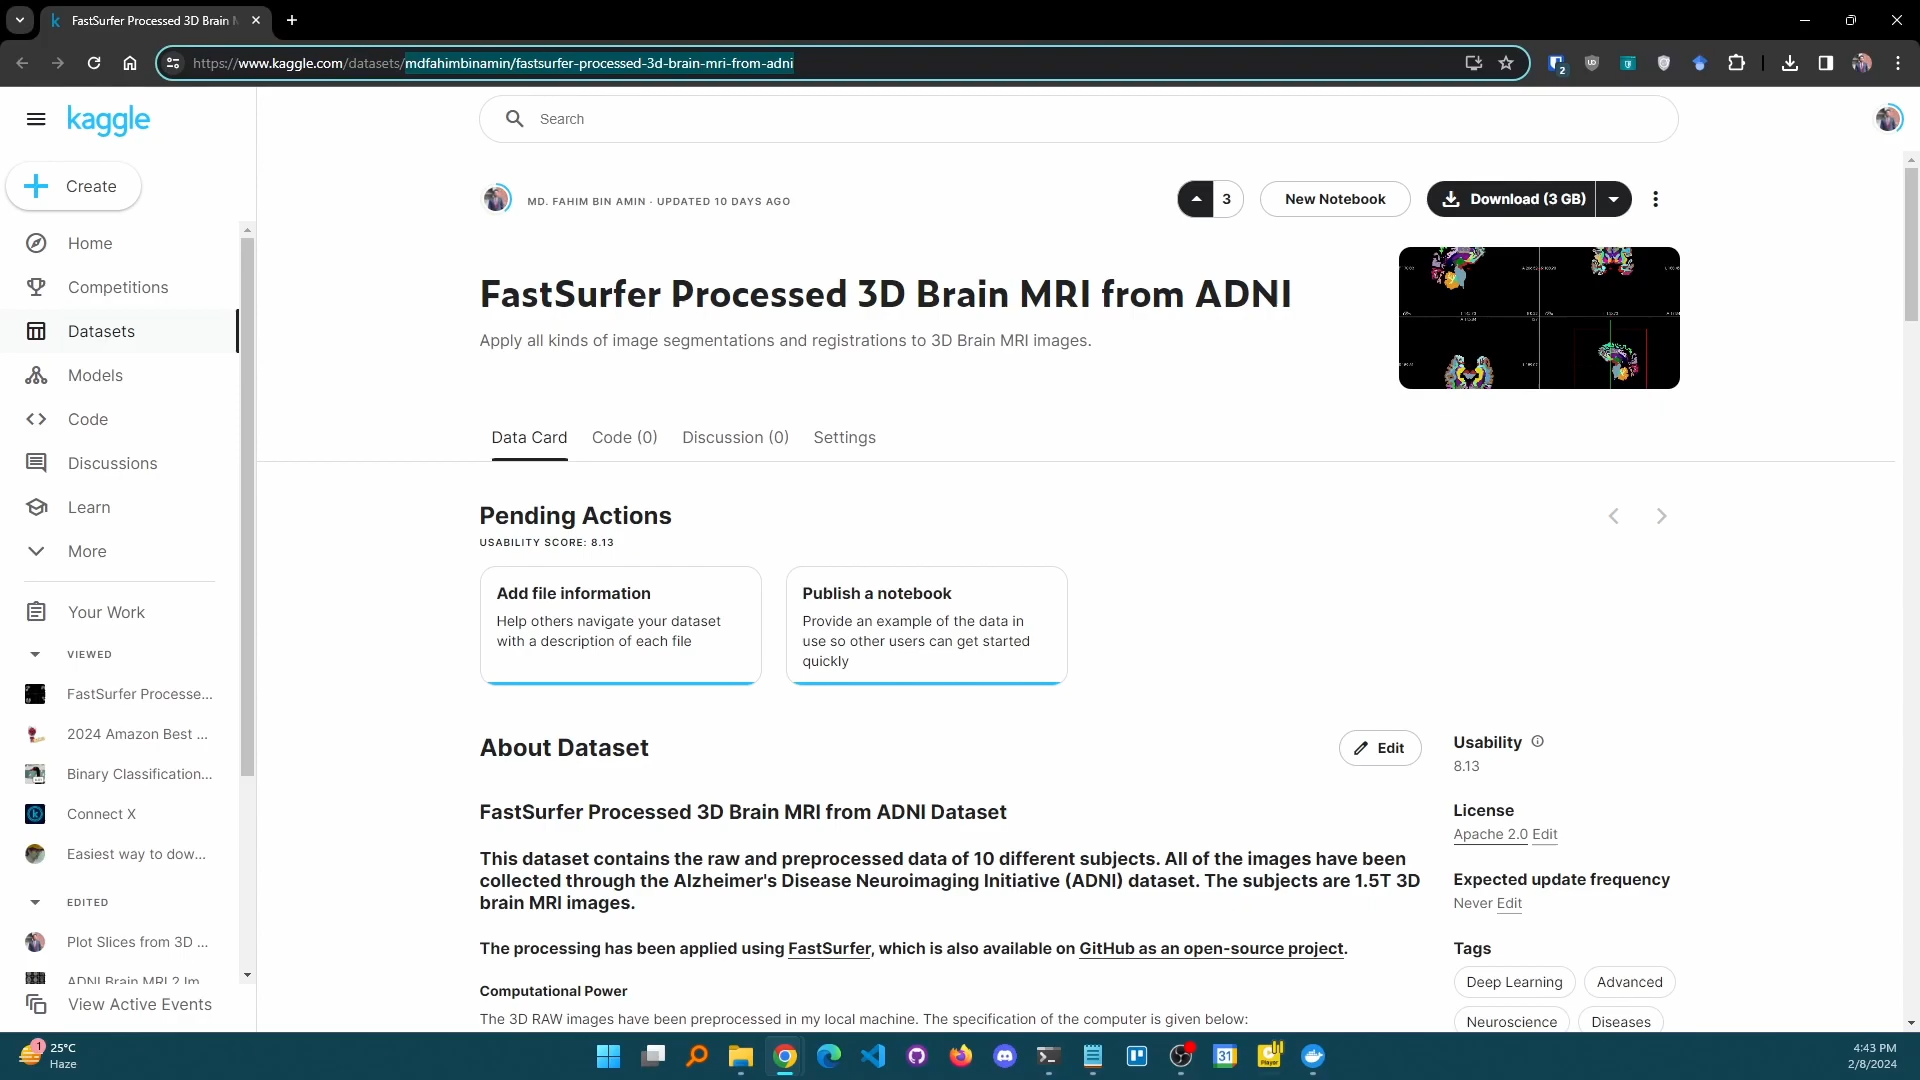 FastSurfer Processed 3D Brain
https://www.kaggle.com/datasets/mdfahimbinamin/fastsurfer-processed-3d-brain-mri-from-adni
2
kaggle
Search
Create
MD. FAHIM BIN AMIN · UPDATED 10 DAYS AGO
3
New Notebook
Download (3 GB)
Home
Competitions
Datasets
Models
Code
Discussions
Learn
More
Your Work
VIEWED
FastSurfer Processe...
2024 Amazon Best ...
Binary Classification...
Connect X
Easiest way to dow...
EDITED
Plot Slices from 3D ...
ADNI Brain MRI 2 Im
View Active Events
FastSurfer Processed 3D Brain MRI from ADNI
Apply all kinds of image segmentations and registrations to 3D Brain MRI images.
Data Card
Code (0)
Discussion (0)
Settings
Pending Actions
USABILITY SCORE: 8.13
Add file information
Help others navigate your dataset
with a description of each file
Publish a notebook
Provide an example of the data in
use so other users can get started
quickly
About Dataset
Edit
FastSurfer Processed 3D Brain MRI from ADNI Dataset
This dataset contains the raw and preprocessed data of 10 different subjects. All of the images have been
collected through the Alzheimer's Disease Neuroimaging Initiative (ADNI) dataset. The subjects are 1.5T 3D
brain MRI images.
The processing has been applied using FastSurfer, which is also available on GitHub as an open-source project.
Computational Power
The 3D RAW images have been preprocessed in my local machine. The specification of the computer is given below:
Usability
8.13
License
Apache 2.0 Edit
Expected update frequency
Never Edit
Tags
Deep Learning
Advanced
Neuroscience
Diseases
1
25°C
Haze
31
Player
4:43 PM
2/8/2024